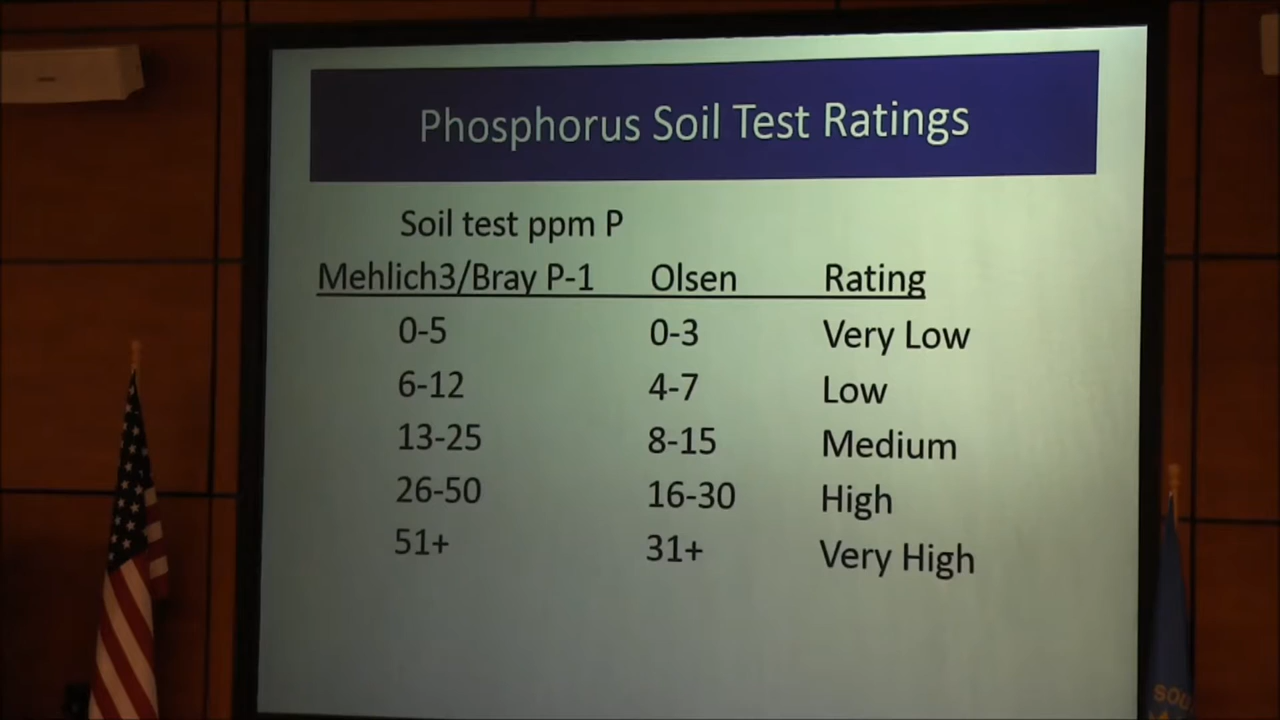 Phosphorus Soil Test Ratings
Soil test ppm P
Mehlich3/Bray P-1 Olsen Rating
0-5 0-3 Very Low
6-12 4-7 Low
13-25 8-15 Medium
26-50 16-30 High
51+ 31+ Very High
SOU